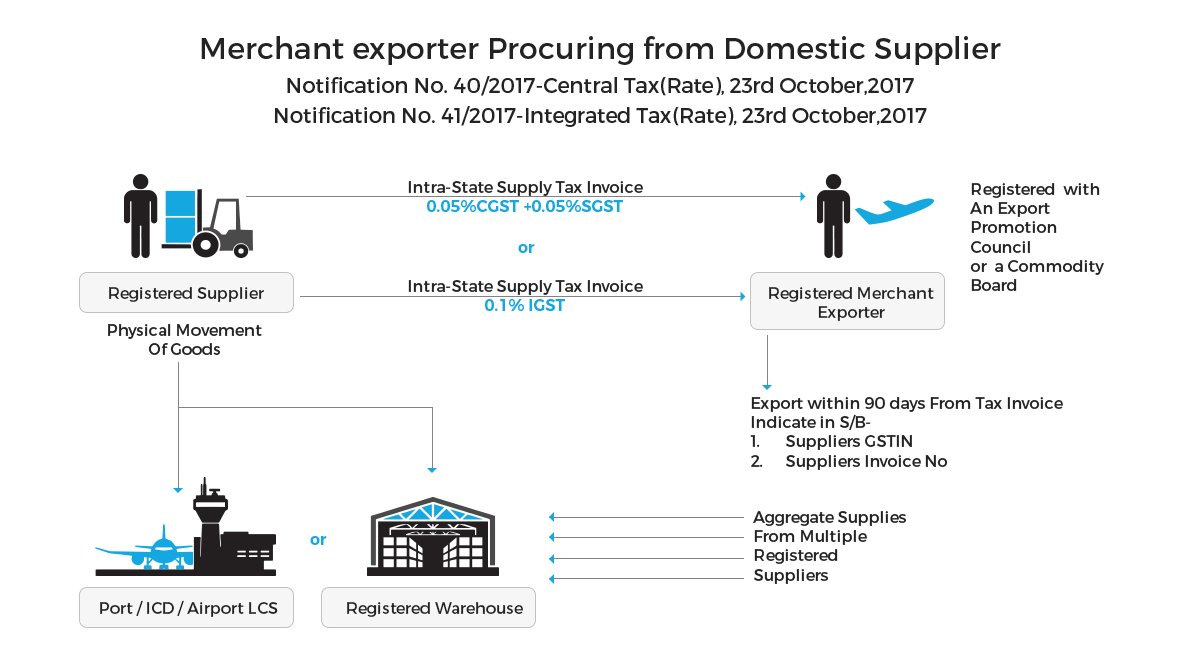 Merchant exporter Procuring from Domestic Supplier
Notification No. 40/2017-Central Tax(Rate), 23rd October,2017
Notification No. 41/2017-Integrated Tax(Rate), 23rd October,2017
Intra-State Supply Tax Invoice
0.05%CGST +0.05%SGST
or
Intra-State Supply Tax Invoice
0.1% IGST
Registered with
An Export
Promotion
Council
or a Commodity
Board
Registered Supplier
Registered Merchant
Exporter
Physical Movement
Of Goods
Export within 90 days From Tax Invoice
Indicate in S/B-
1. Suppliers GSTIN
2. Suppliers Invoice No
or
Aggregate Supplies
From Multiple
Registered
Suppliers
Port / ICD / Airport LCS
Registered Warehouse